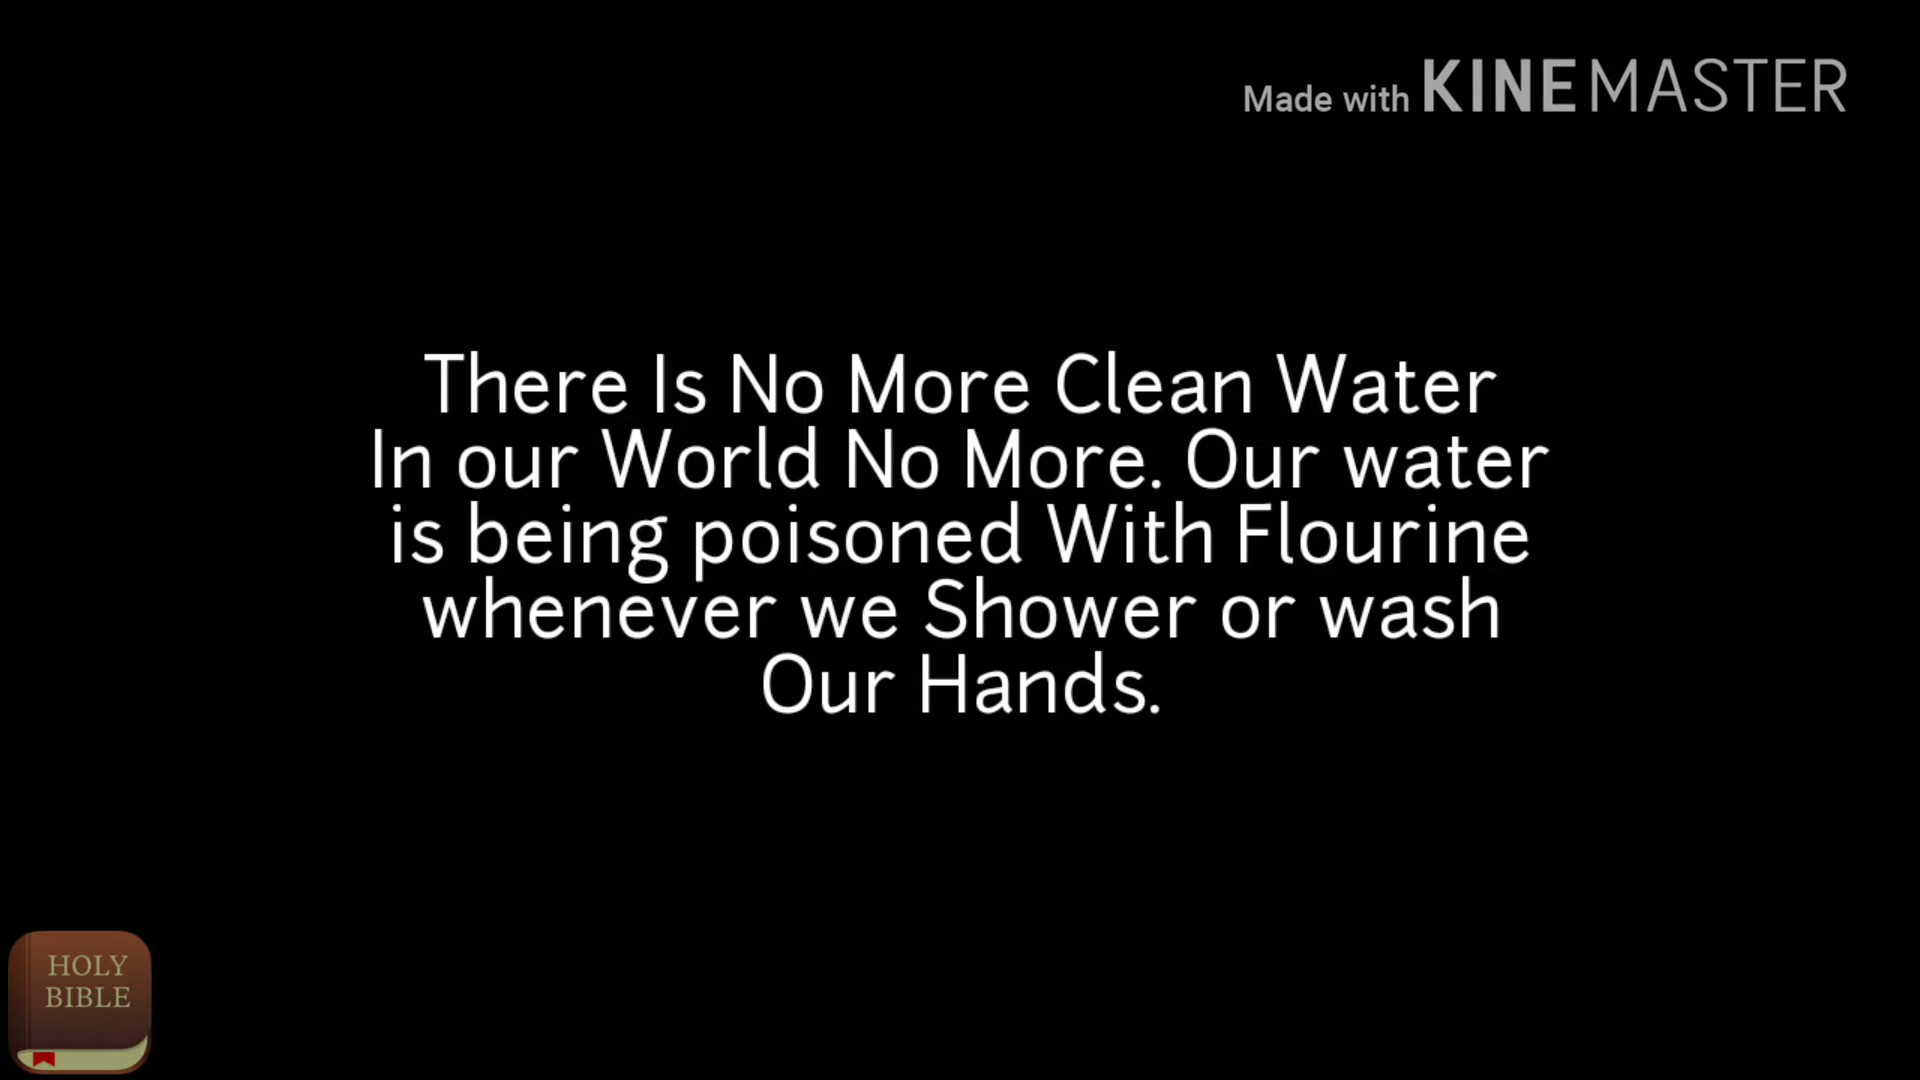 Made with KINEMASTER
There Is No More Clean Water
In our World No More. Our water
is being poisoned With Flourine
whenever we Shower or wash
Our Hands.
HOLY
BIBLE